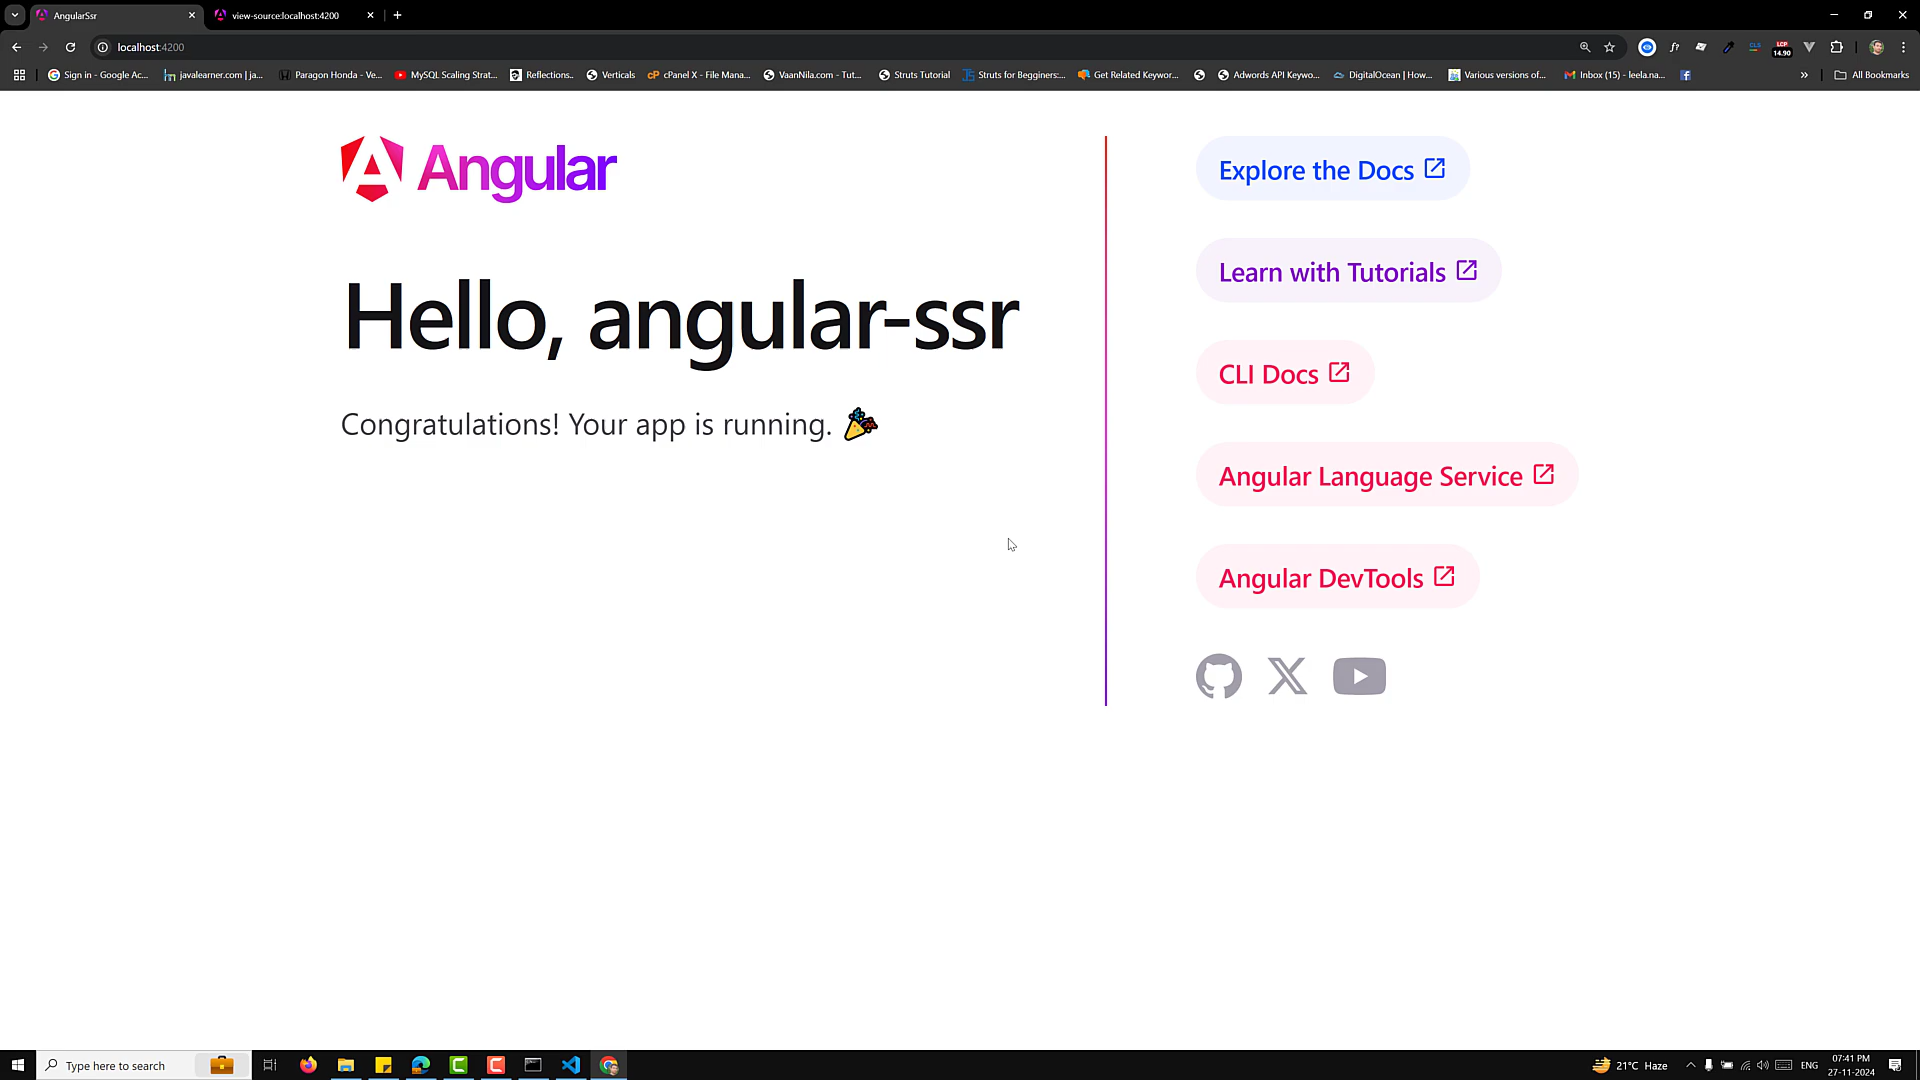 AngularSsr
view-source:localhost:4200
localhost:4200
LCP
14.90
Sign in - Google Ac...
javalearner.com | ja...
Paragon Honda - Ve...
MySQL Scaling Strat...
Reflections..
Verticals
cPanel X - File Mana...
VaanNila.com - Tut...
Struts Tutorial
Struts for Begginers:...
Get Related Keywor...
Adwords API Keywo...
DigitalOcean | How...
Various versions of...
Inbox (15) - leela.na...
All Bookmarks
Angular
Hello, angular-ssr
Congratulations! Your app is running.
Explore the Docs
Learn with Tutorials
CLI Docs
Angular Language Service
Angular DevTools
Type here to search
21°C Haze
ENG
07:41 PM
27-11-2024